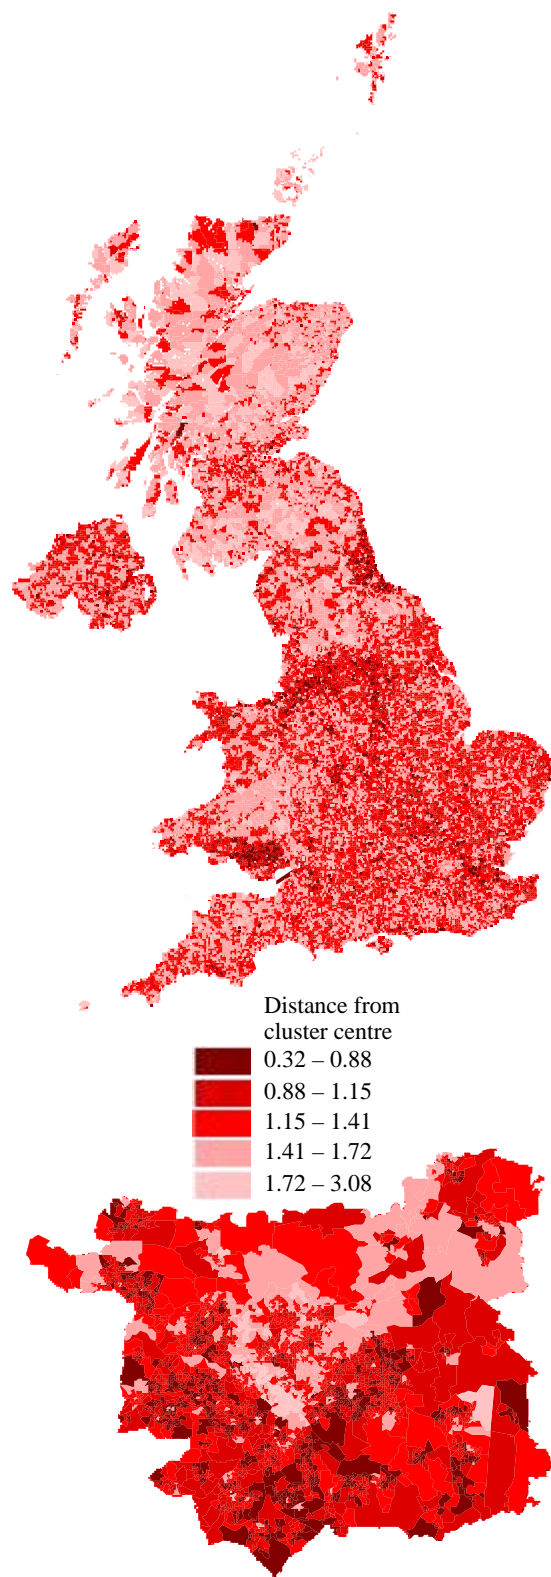 Distance from
cluster centre
0.32 – 0.88
0.88 – 1.15
1.15 – 1.41
1.41 – 1.72
1.72 – 3.08